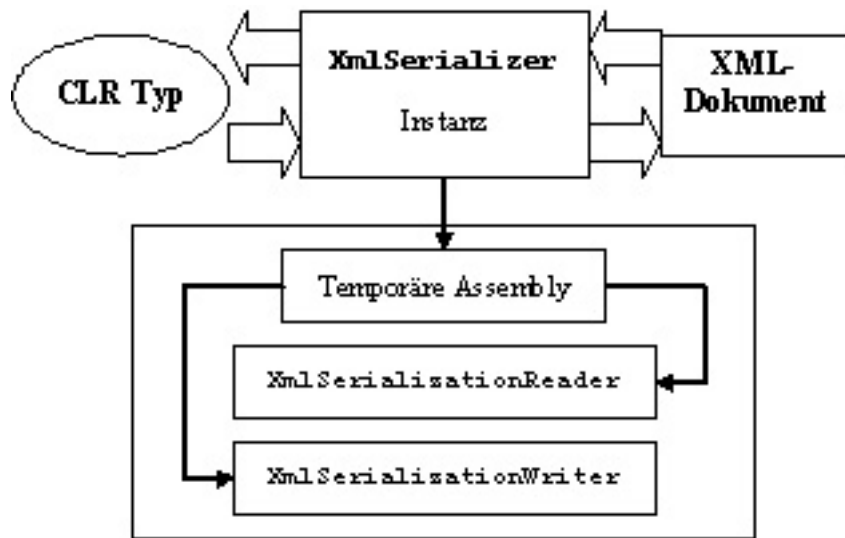 CLR Typ
XmlSerializer
Instanz
XML-
Dokument
Temporäre Assembly
XmlSerializationReader
XmlSerializationWriter